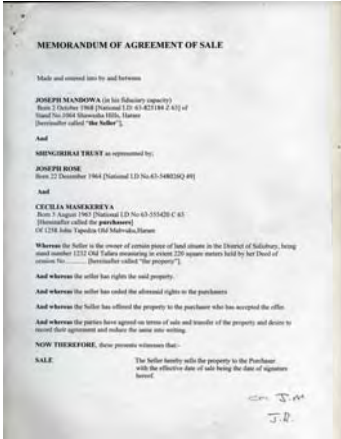 MEMORANDUM OF AGREEMENT OF SALE
Made and entered into by and between
JOSEPH MANDOWA (in his fiduciary capacity)
Born 2 October 1968 [National I.D. 63-825184 Z 63] of
Stand No.1064 Shawasha Hills, Harare
[hereinafter called "the Seller"],
And
SHINGIRIRAI TRUST as represented by;
JOSEPH ROSE
Born 22 December 1964 [National I.D No.63-548026Q 49]
And
CECILIA MASEKEREYA
Born 3 August 1965 [National I.D No 63-555420 C 63
[Hereinafter called the purchasers]
Of 1258 John Tapedza Old Mabvuku,Harare
Whereas the Seller is the owner of certain piece of land situate in the District of Salisbury, being
stand number 1232 Old Tafara measuring in extent 220 square meters held by her Deed of
cession No........... [hereinafter called "the property"].
And whereas the seller has rights the said property.
And whereas the seller has ceded the aforesaid rights to the purchasers
And whereas the Seller has offered the property to the purchaser who has accepted the offer.
And whereas the parties have agreed on terms of sale and transfer of the property and desire to
record their agreement and reduce the same into writing.
NOW THEREFORE, these presents witnesses that:-
SALE The Seller hereby sells the property to the Purchaser
with the effective date of sale being the date of signature
hereof.
cm J.M
J.R.